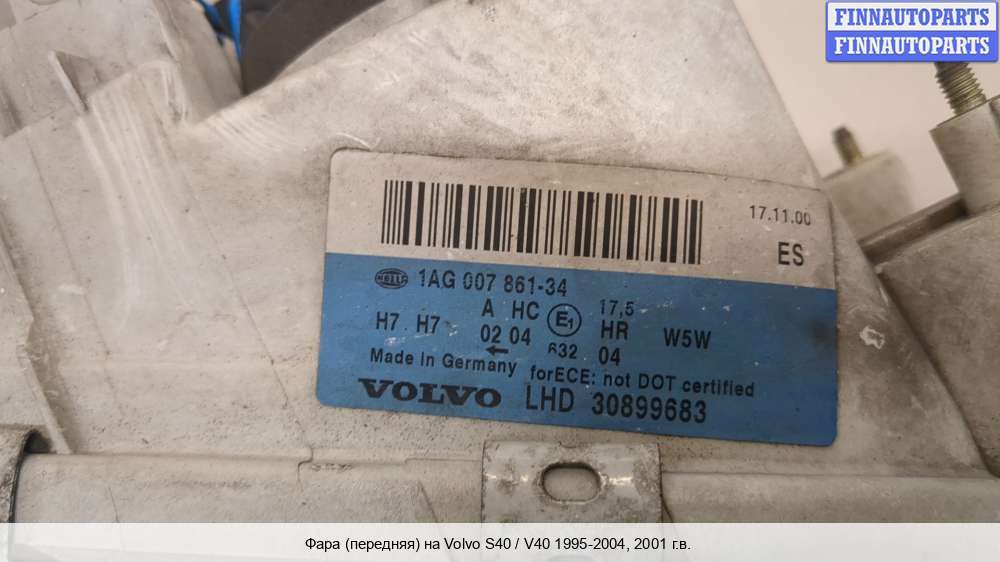 FINNAUTOPARTS
FINNAUTOPARTS
17.11.00
ES
HELLA 1AG 007 861-34
A HC E1 17,5
H7 H7 02 04 HR W5W
632 04
Made in Germany forECE: not DOT certified
VOLVO LHD 30899683
Фара (передняя) на Volvo S40 / V40 1995-2004, 2001 г.в.